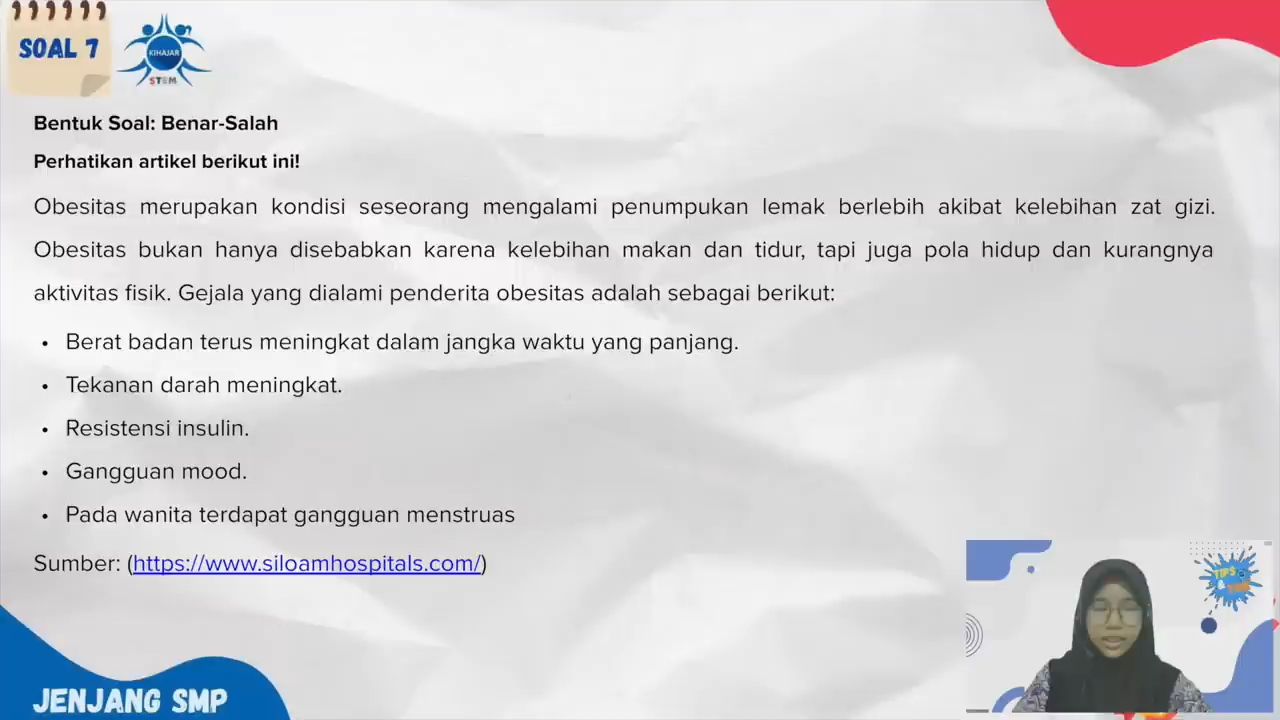 SOAL 7
KIHAJAR
STEM
Bentuk Soal: Benar-Salah
Perhatikan artikel berikut ini!
Obesitas merupakan kondisi seseorang mengalami penumpukan lemak berlebih akibat kelebihan zat gizi.
Obesitas bukan hanya disebabkan karena kelebihan makan dan tidur, tapi juga pola hidup dan kurangnya
aktivitas fisik. Gejala yang dialami penderita obesitas adalah sebagai berikut:
• Berat badan terus meningkat dalam jangka waktu yang panjang.
• Tekanan darah meningkat.
• Resistensi insulin.
• Gangguan mood.
• Pada wanita terdapat gangguan menstruas
Sumber: (https://www.siloamhospitals.com/)
TIPS
JENJANG SMP